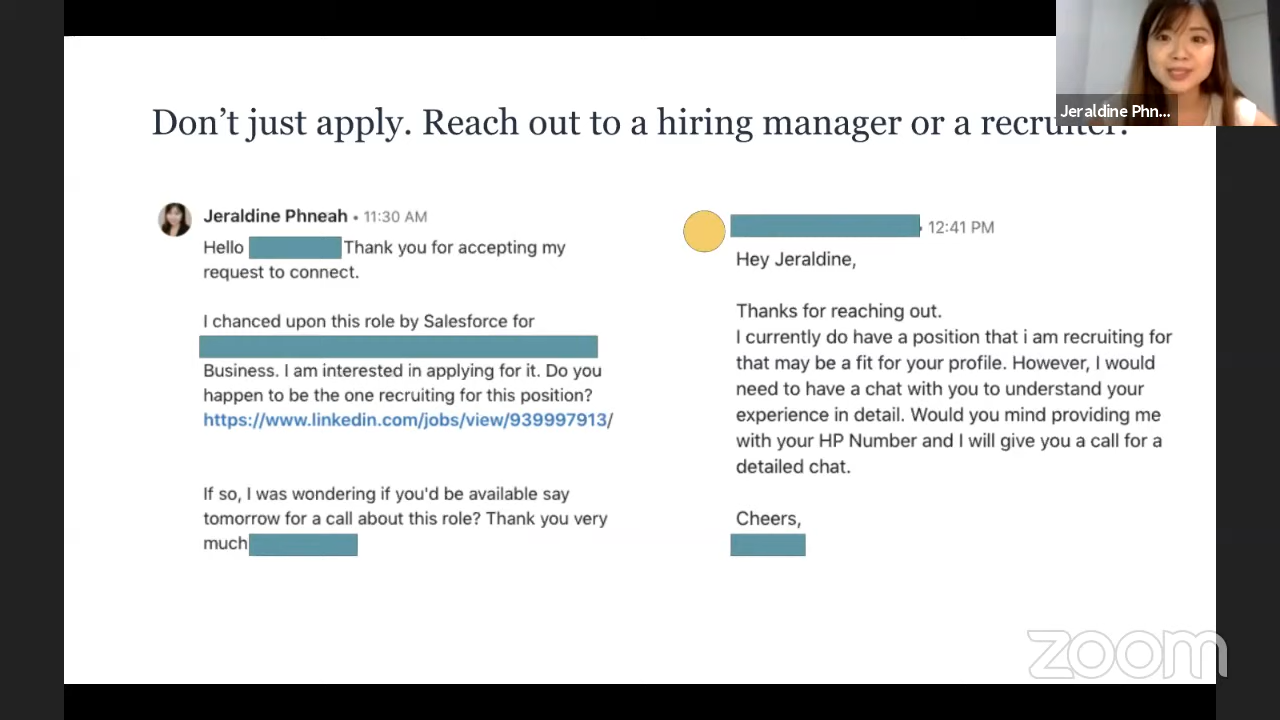 Don't just apply. Reach out to a hiring manager or a recruiter.
Jeraldine Phn...
Jeraldine Phneah • 11:30 AM
Hello Thank you for accepting my
request to connect.
I chanced upon this role by Salesforce for
Business. I am interested in applying for it. Do you
happen to be the one recruiting for this position?
https://www.linkedin.com/jobs/view/939997913/
If so, I was wondering if you'd be available say
tomorrow for a call about this role? Thank you very
much
• 12:41 PM
Hey Jeraldine,
Thanks for reaching out.
I currently do have a position that i am recruiting for
that may be a fit for your profile. However, I would
need to have a chat with you to understand your
experience in detail. Would you mind providing me
with your HP Number and I will give you a call for a
detailed chat.
Cheers,
zoom